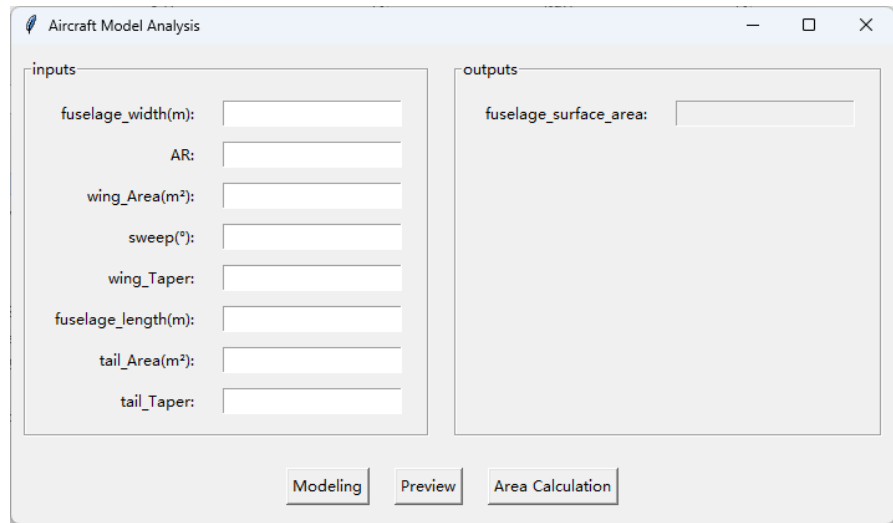 Aircraft Model Analysis
inputs
fuselage_width(m):
AR:
wing_Area(m²):
sweep(°):
wing_Taper:
fuselage_length(m):
tail_Area(m²):
tail_Taper:
outputs
fuselage_surface_area:
Modeling Preview Area Calculation